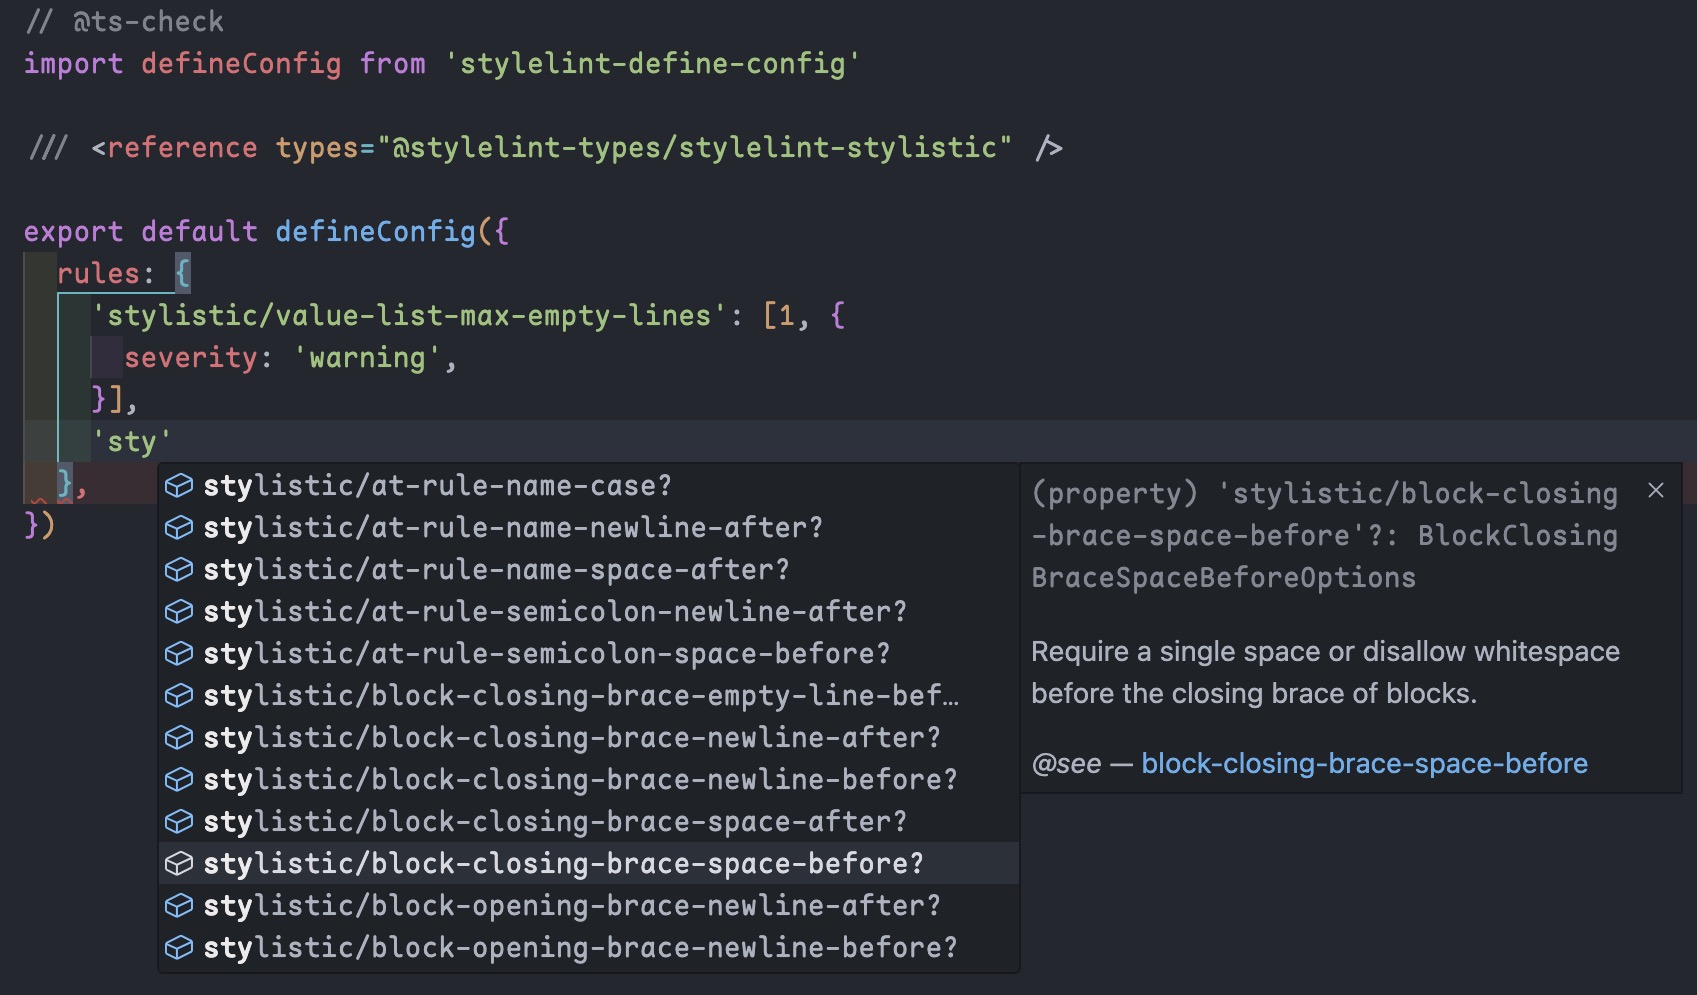 // @ts-check
import defineConfig from 'stylelint-define-config'
/// <reference types="@stylelint-types/stylelint-stylistic" />
export default defineConfig({
rules: {
'stylistic/value-list-max-empty-lines': [1, {
severity: 'warning',
}],
'sty'
},
})
stylistic/at-rule-name-case?
stylistic/at-rule-name-newline-after?
stylistic/at-rule-name-space-after?
stylistic/at-rule-semicolon-newline-after?
stylistic/at-rule-semicolon-space-before?
stylistic/block-closing-brace-empty-line-bef…
stylistic/block-closing-brace-newline-after?
stylistic/block-closing-brace-newline-before?
stylistic/block-closing-brace-space-after?
stylistic/block-closing-brace-space-before?
stylistic/block-opening-brace-newline-after?
stylistic/block-opening-brace-newline-before?
(property) 'stylistic/block-closing
-brace-space-before'?: BlockClosing
BraceSpaceBeforeOptions
Require a single space or disallow whitespace
before the closing brace of blocks.
@see — block-closing-brace-space-before